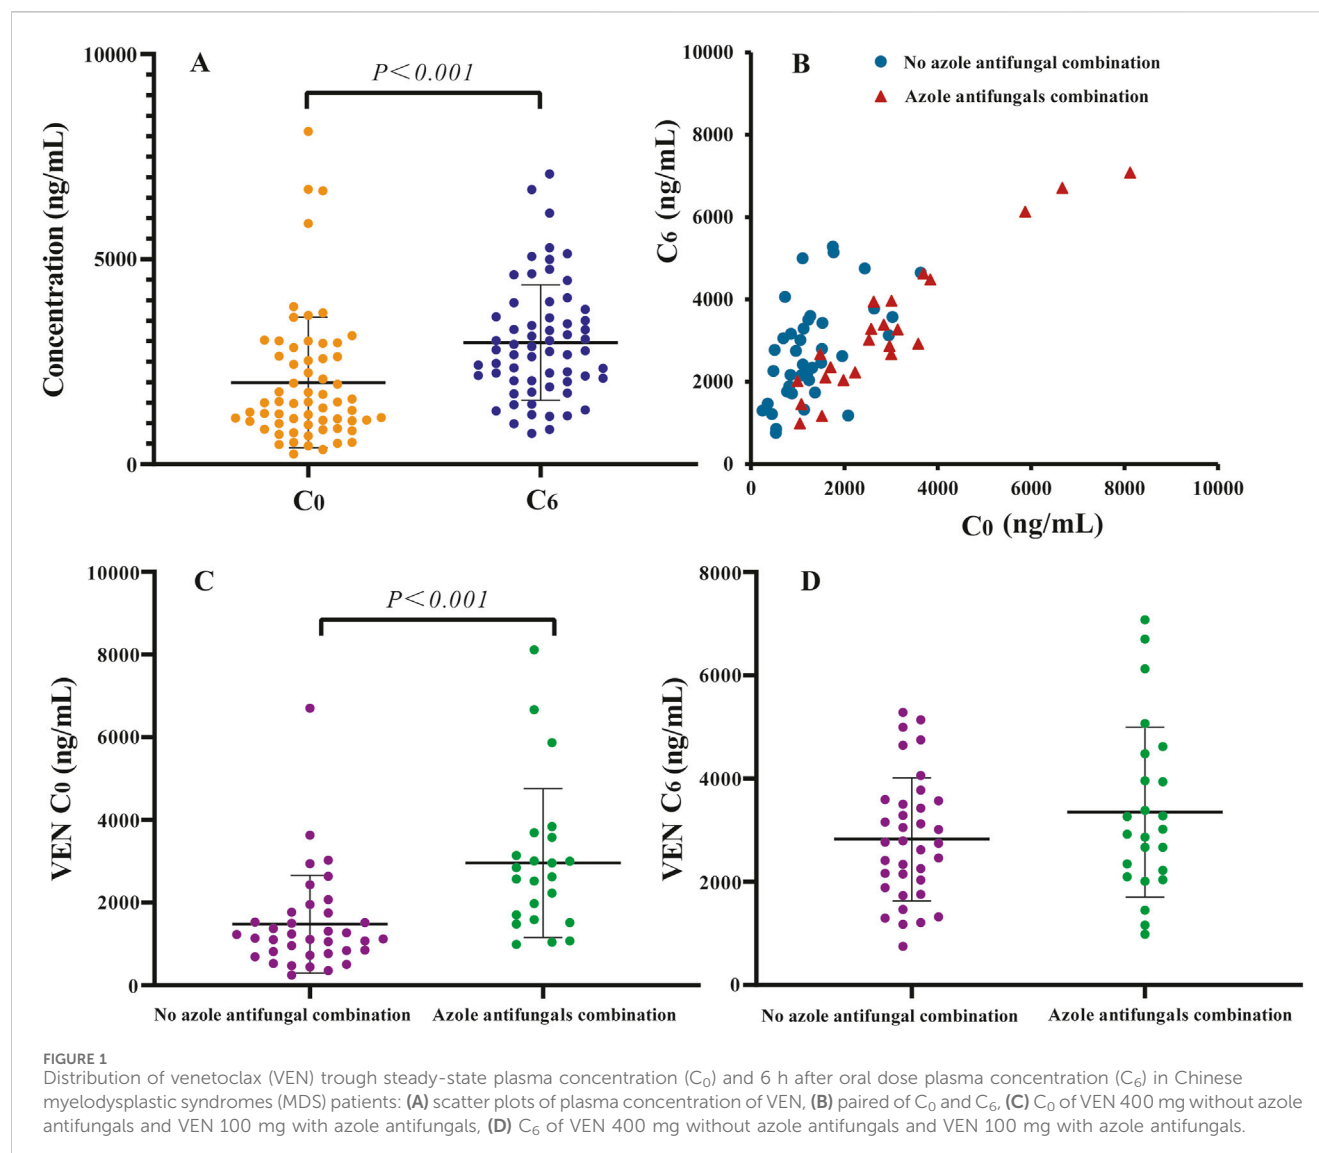 A
P＜0.001
Concentration (ng/mL)
10000
5000
0
C0
C6
B
No azole antifungal combination
Azole antifungals combination
C6 (ng/mL)
10000
8000
6000
4000
2000
0
0 2000 4000 6000 8000 10000
C0 (ng/mL)
C
P＜0.001
VEN C0 (ng/mL)
10000
8000
6000
4000
2000
0
No azole antifungal combination
Azole antifungals combination
D
VEN C6 (ng/mL)
8000
6000
4000
2000
0
No azole antifungal combination
Azole antifungals combination
FIGURE 1
Distribution of venetoclax (VEN) trough steady-state plasma concentration (C0) and 6 h after oral dose plasma concentration (C6) in Chinese
myelodysplastic syndromes (MDS) patients: (A) scatter plots of plasma concentration of VEN, (B) paired of C0 and C6, (C) C0 of VEN 400 mg without azole
antifungals and VEN 100 mg with azole antifungals, (D) C6 of VEN 400 mg without azole antifungals and VEN 100 mg with azole antifungals.